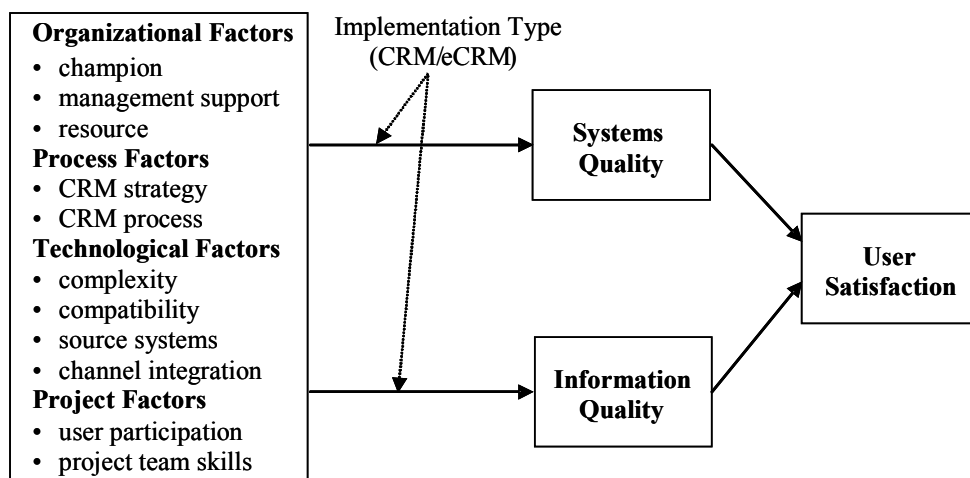 Organizational Factors
• champion
• management support
• resource
Process Factors
• CRM strategy
• CRM process
Technological Factors
• complexity
• compatibility
• source systems
• channel integration
Project Factors
• user participation
• project team skills
Implementation Type
(CRM/eCRM)
Systems
Quality
Information
Quality
User
Satisfaction